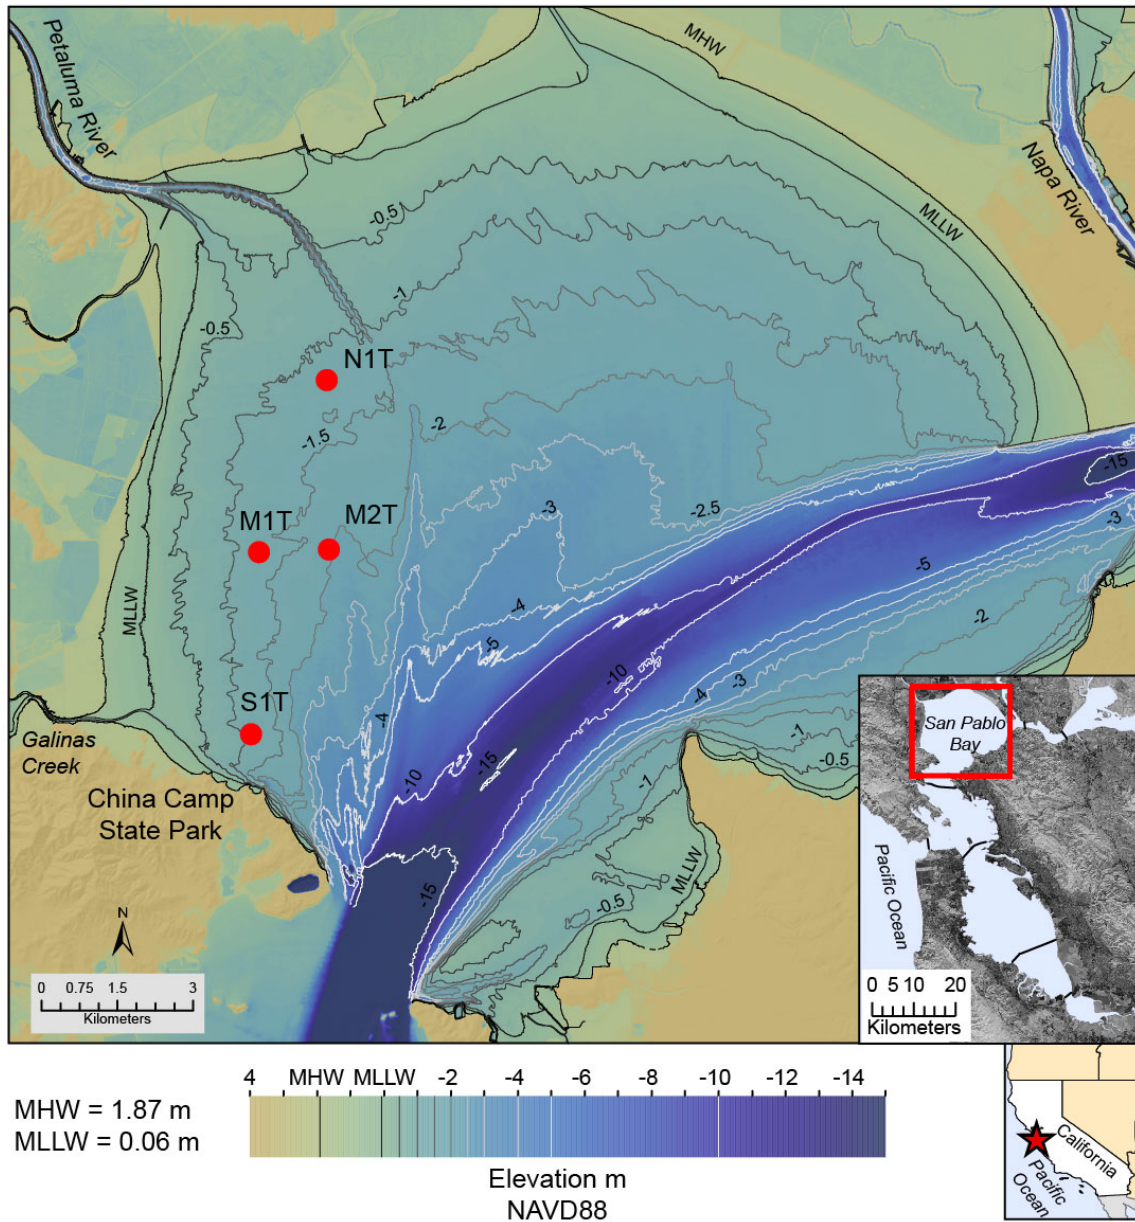 Petaluma River
MHW
-0.5
MLLW
Napa River
-1
-0.5
N1T
-1.5
-2
-15
-2.5
-3
-3
M1T
M2T
-5
MLLW
-4
-2
-5
-10
S1T
-4
-4
-3
Galinas
Creek
-10
-15
-1
-0.5
-1
China Camp
State Park
MLLW
-15
-0.5
N
0 0.75 1.5 3
Kilometers
San Pablo
Bay
Pacific Ocean
0 5 10 20
Kilometers
4 MHW MLLW -2 -4 -6 -8 -10 -12 -14
MHW = 1.87 m
MLLW = 0.06 m
Elevation m
NAVD88
California
Pacific
Ocean